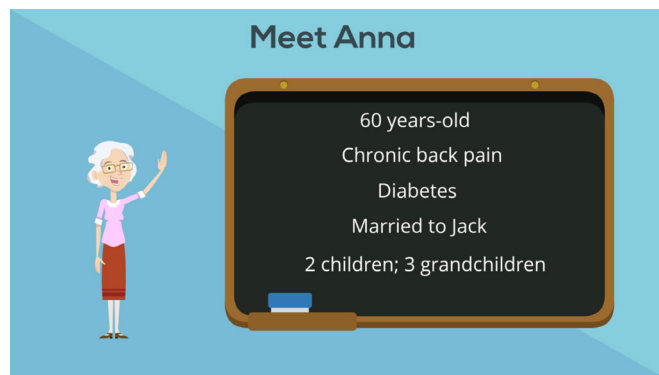 Meet Anna
60 years-old
Chronic back pain
Diabetes
Married to Jack
2 children; 3 grandchildren